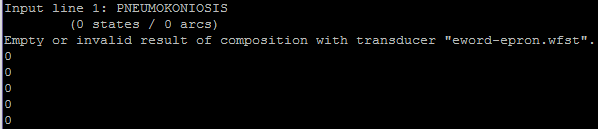 Input line 1: PNEUMOKONIOSIS
(0 states / 0 arcs)
Empty or invalid result of composition with transducer "eword-epron.wfst".
0
0
0
0
0